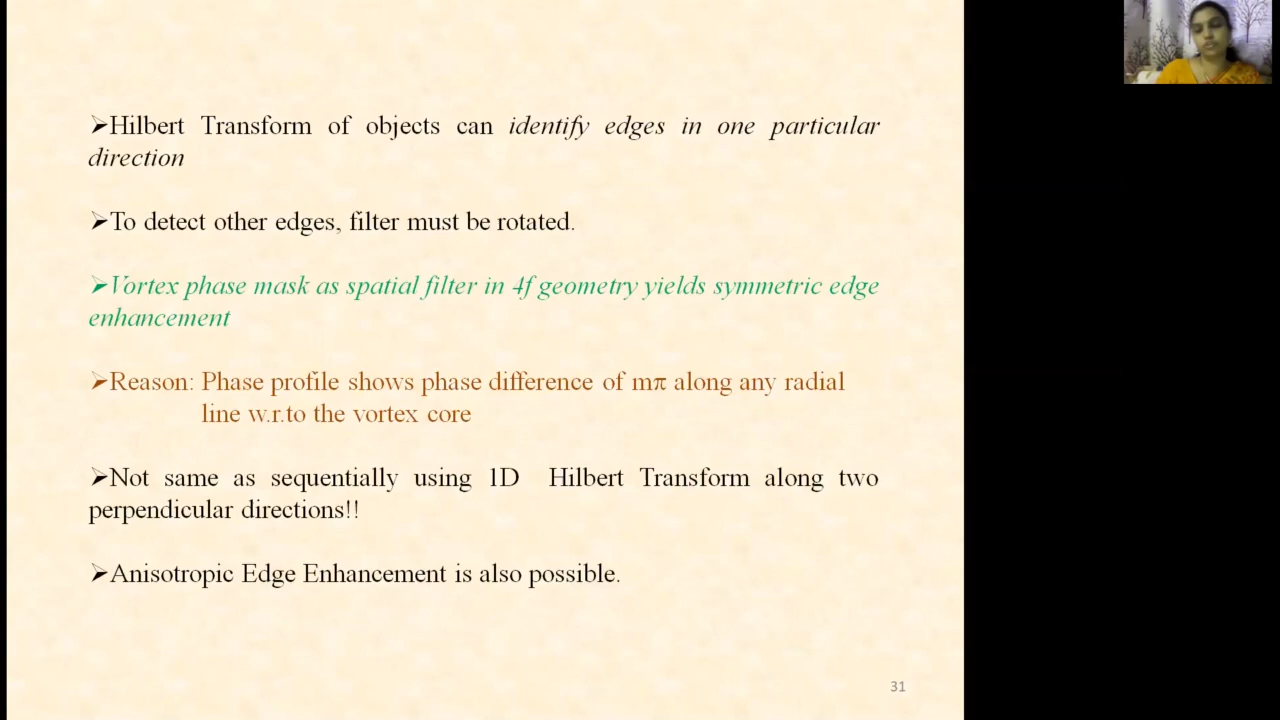 ➢Hilbert Transform of objects can identify edges in one particular
direction
➢To detect other edges, filter must be rotated.
➢Vortex phase mask as spatial filter in 4f geometry yields symmetric edge
enhancement
➢Reason: Phase profile shows phase difference of mπ along any radial
line w.r.to the vortex core
➢Not same as sequentially using 1D Hilbert Transform along two
perpendicular directions!!
➢Anisotropic Edge Enhancement is also possible.
31